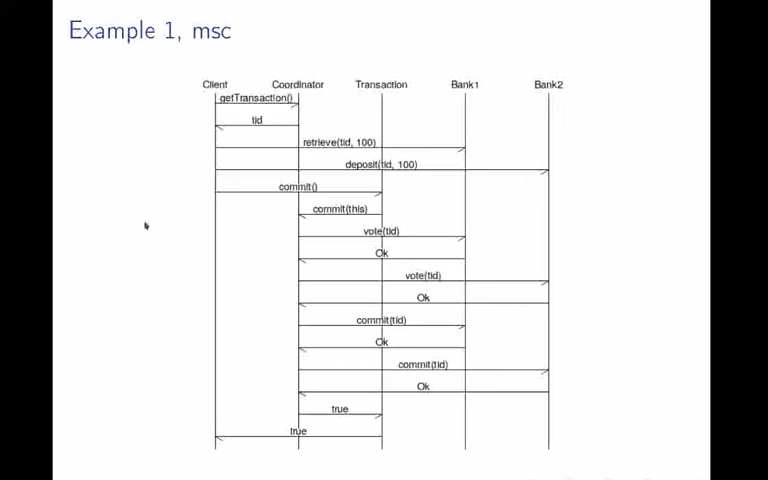 Example 1, msc
Client Coordinator Transaction Bank1 Bank2
getTransaction()
tid
retrieve(tid, 100)
deposit(tid, 100)
commit()
commit(this)
vote(tid)
Ok
vote(tid)
Ok
commit(tid)
Ok
commit(tid)
Ok
true
true